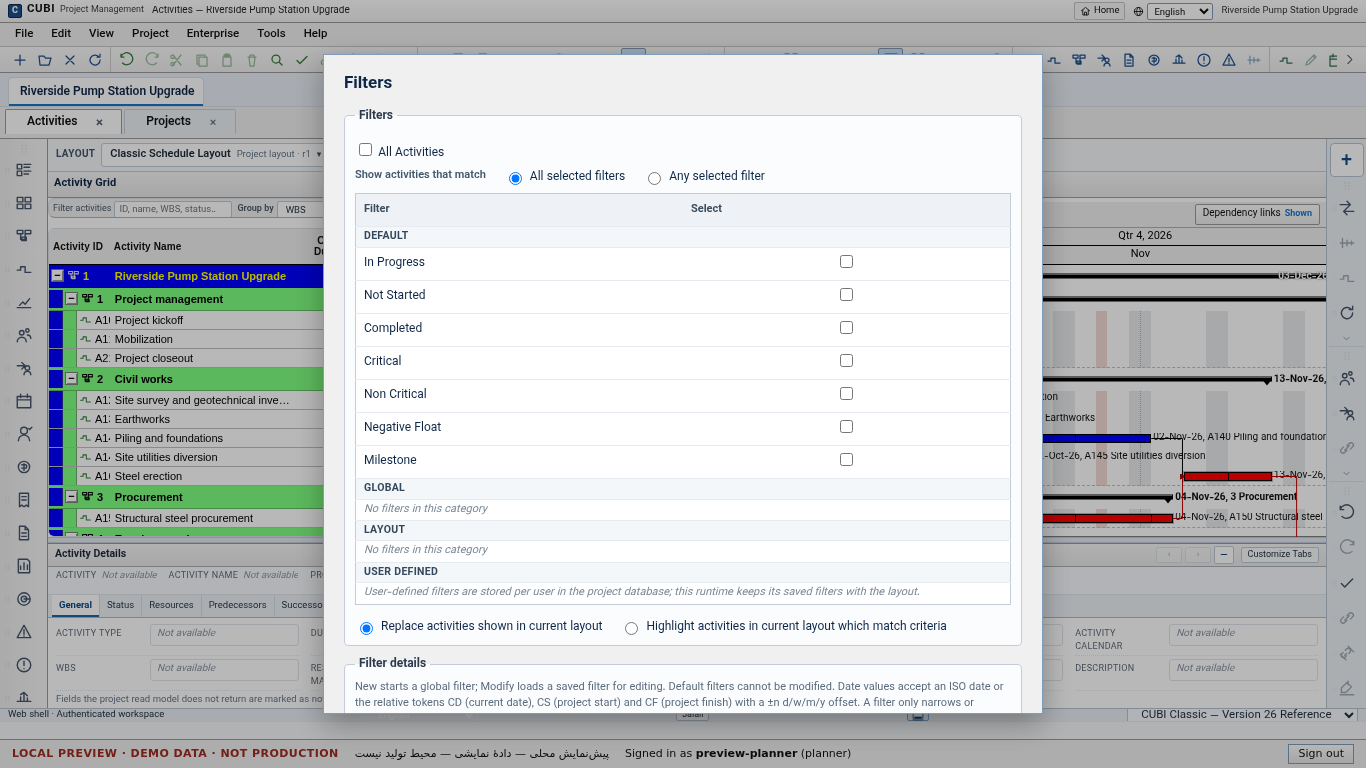 CUBI Project Management Activities — Riverside Pump Station Upgrade Home English Riverside Pump Station Upgrade
File Edit View Project Enterprise Tools Help
Riverside Pump Station Upgrade
Activities × Projects ×
LAYOUT Classic Schedule Layout Project layout · r1
Activity Grid
Filter activities ID, name, WBS, status.. Group by WBS
Dependency links Shown
Activity ID Activity Name
Qtr 4, 2026
Nov
1 Riverside Pump Station Upgrade
03-Dec-26
1 Project management
Project kickoff
Mobilization
Project closeout
2 Civil works
13-Nov-26,
Site survey and geotechnical inve…
Earthworks
Earthworks
Piling and foundations
02-Nov-26, A140 Piling and foundation
Site utilities diversion
-Oct-26, A145 Site utilities diversion
Steel erection
13-Nov-26,
3 Procurement
04-Nov-26, 3 Procurement
Structural steel procurement
04-Nov-26, A150 Structural steel
Activity Details
Customize Tabs
ACTIVITY Not available ACTIVITY NAME Not available
General Status Resources Predecessors
ACTIVITY TYPE Not available
ACTIVITY CALENDAR Not available
WBS Not available
DESCRIPTION Not available
Fields the project read model does not return are marked as
Web shell · Authenticated workspace
CUBI Classic — Version 26 Reference
Filters
Filters
All Activities
Show activities that match All selected filters Any selected filter
Filter Select
DEFAULT
In Progress
Not Started
Completed
Critical
Non Critical
Negative Float
Milestone
GLOBAL
No filters in this category
LAYOUT
No filters in this category
USER DEFINED
User-defined filters are stored per user in the project database; this runtime keeps its saved filters with the layout.
Replace activities shown in current layout Highlight activities in current layout which match criteria
Filter details
New starts a global filter; Modify loads a saved filter for editing. Default filters cannot be modified. Date values accept an ISO date or
the relative tokens CD (current date), CS (project start) and CF (project finish) with a ±n d/w/m/y offset. A filter only narrows or
LOCAL PREVIEW · DEMO DATA · NOT PRODUCTION پیش‌نمایش محلی — دادهٔ نمایشی — محیط تولید نیست Signed in as preview-planner (planner) Sign out